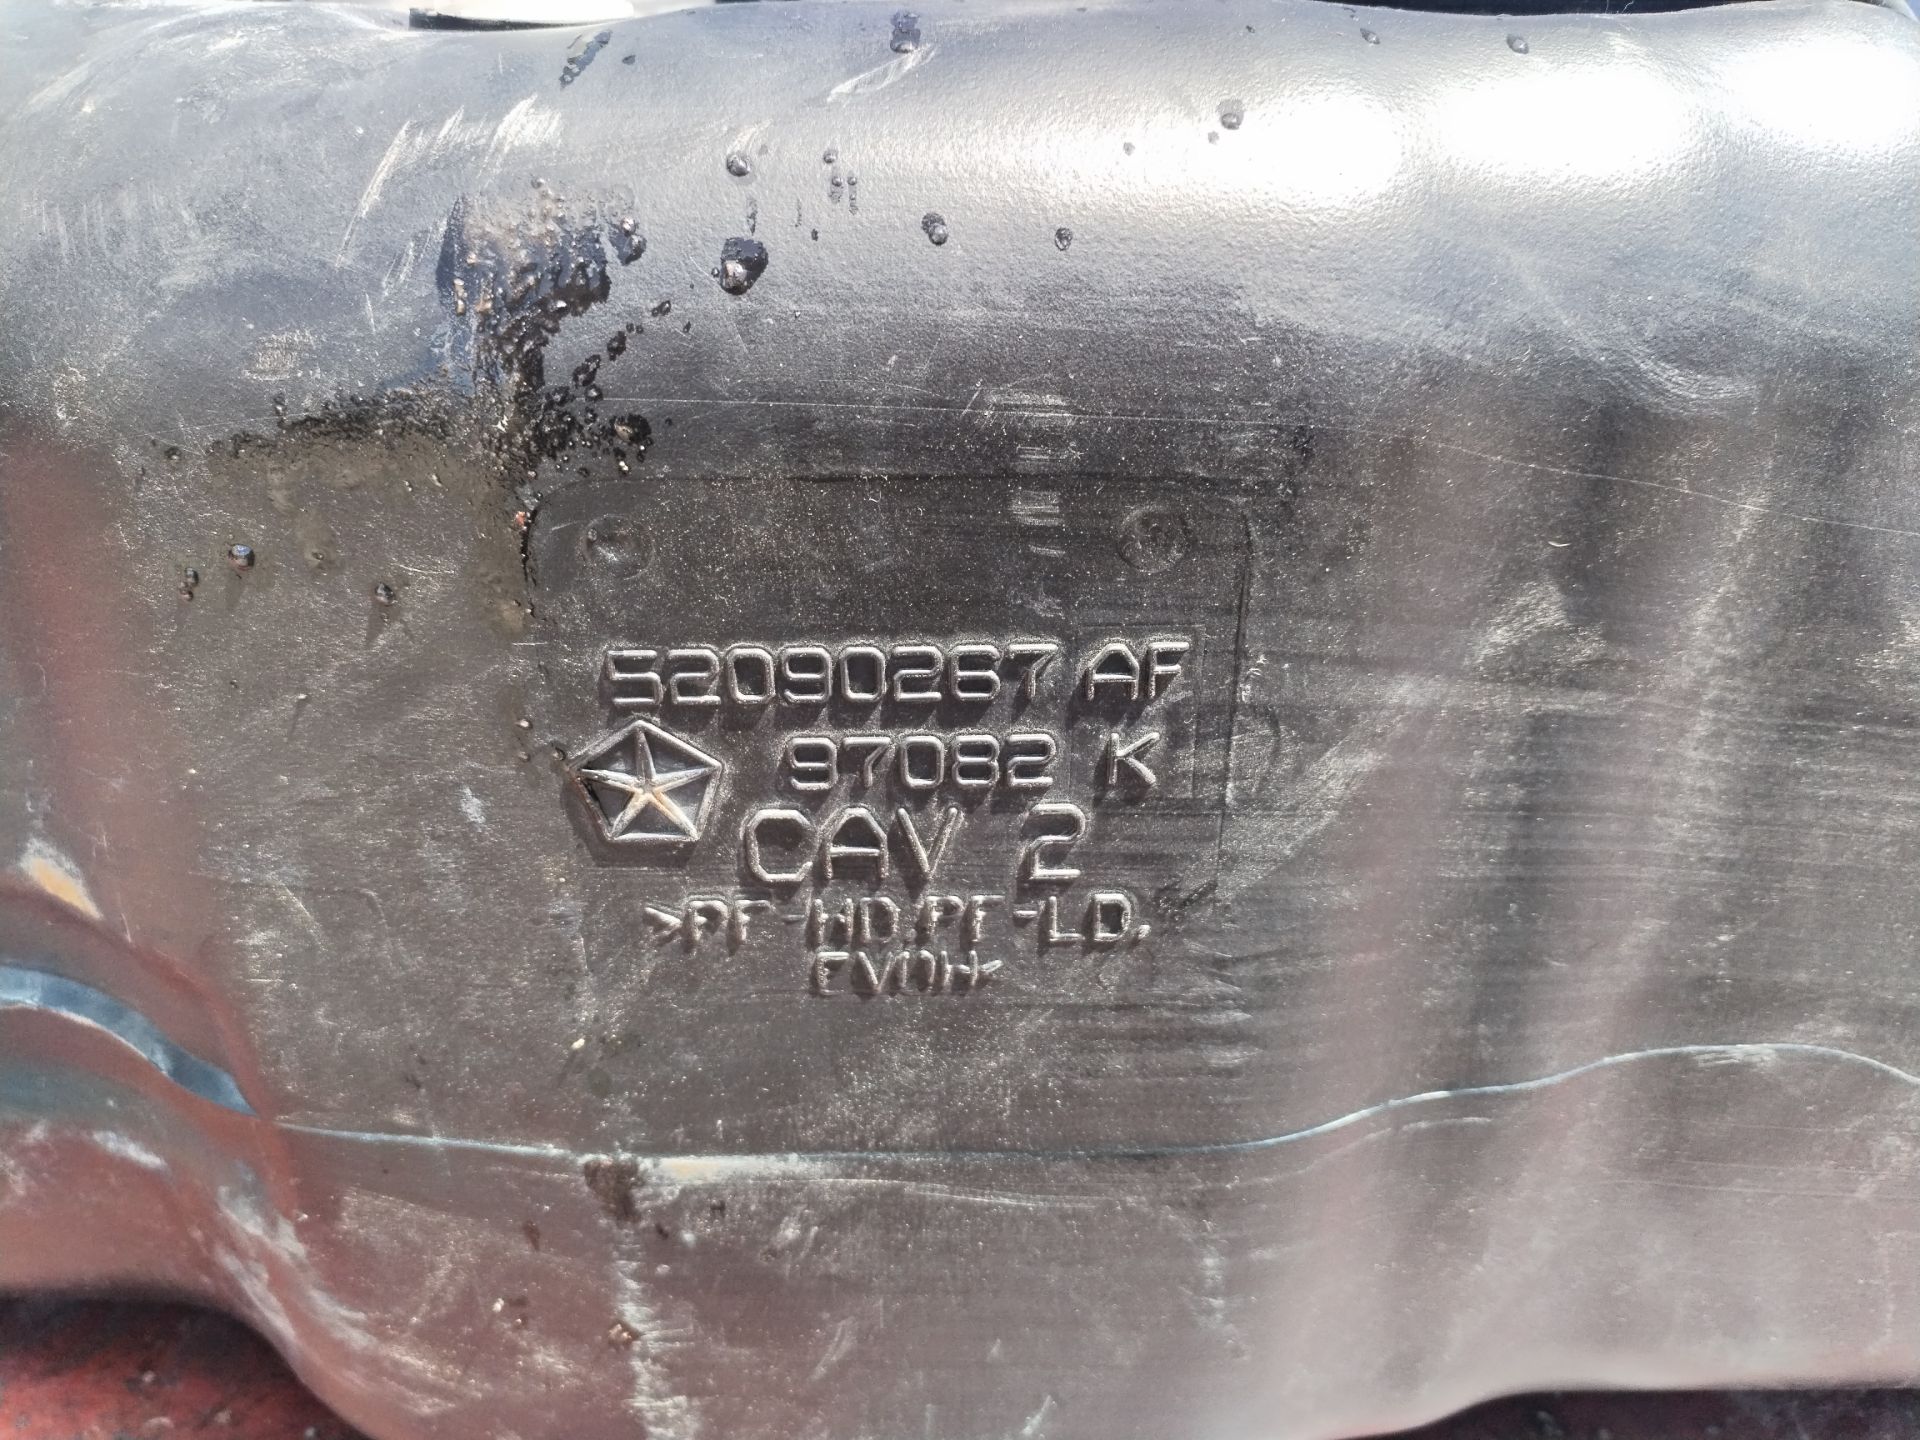 52090267 AF
97082 K
CAV 2
>PE-HD.PE-LD,
EVOH<